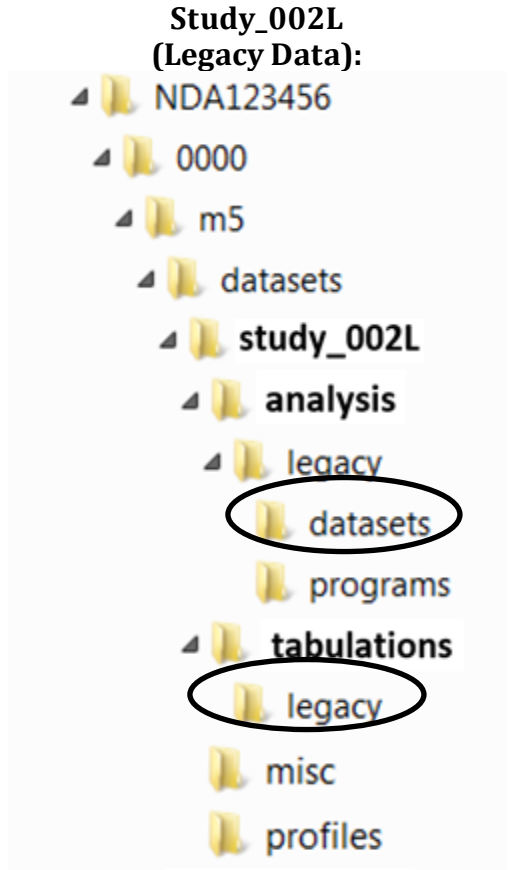 Study_002L
(Legacy Data):
NDA123456
0000
m5
datasets
study_002L
analysis
legacy
datasets
programs
tabulations
legacy
misc
profiles